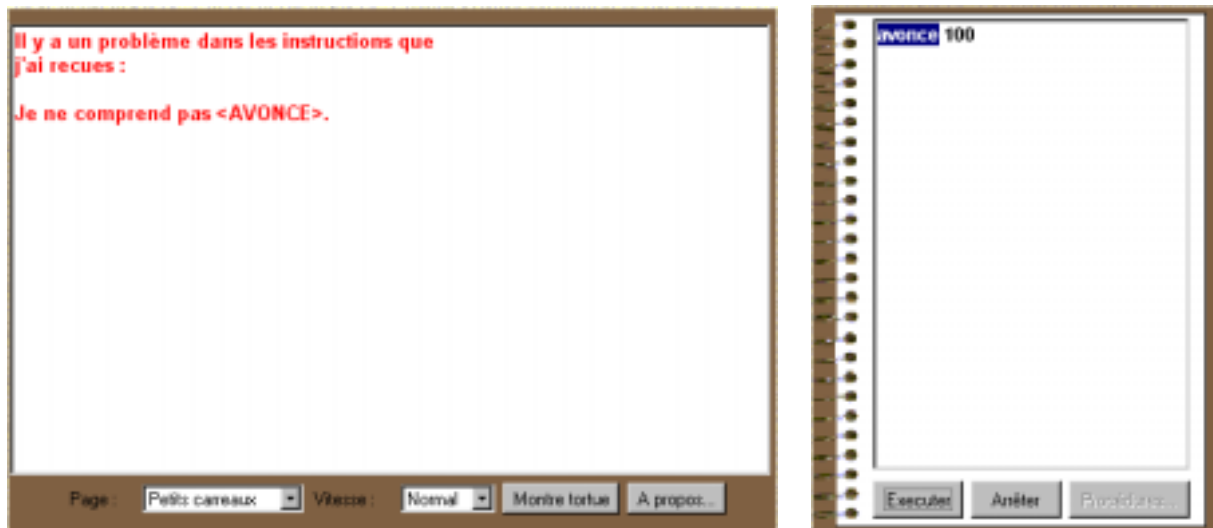 Il y a un problème dans les instructions que
j'ai recues :
Je ne comprend pas <AVONCE>.
Page : Petits carreaux Vitesse : Normal Montre tortue A propos...
avonce 100
Executer Arrêter Procédures...